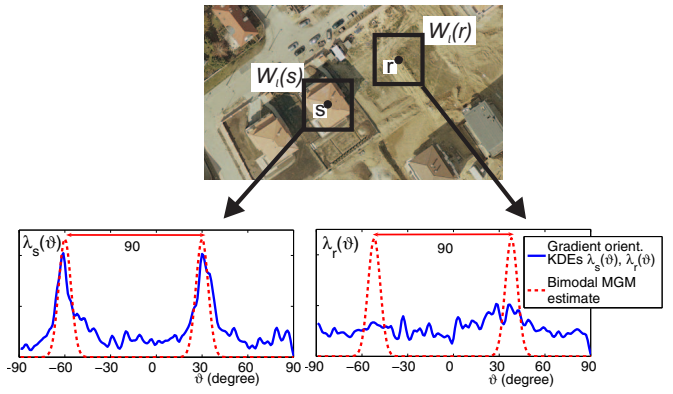 W_l(r)
r
W_l(s)
s
λ_s(ϑ)
90
-90 −60 −30 0 30 60 90
ϑ (degree)
λ_r(ϑ)
90
-90 −60 −30 0 30 60 90
ϑ (degree)
Gradient orient.
KDEs λ_s(ϑ), λ_r(ϑ)
Bimodal MGM
estimate